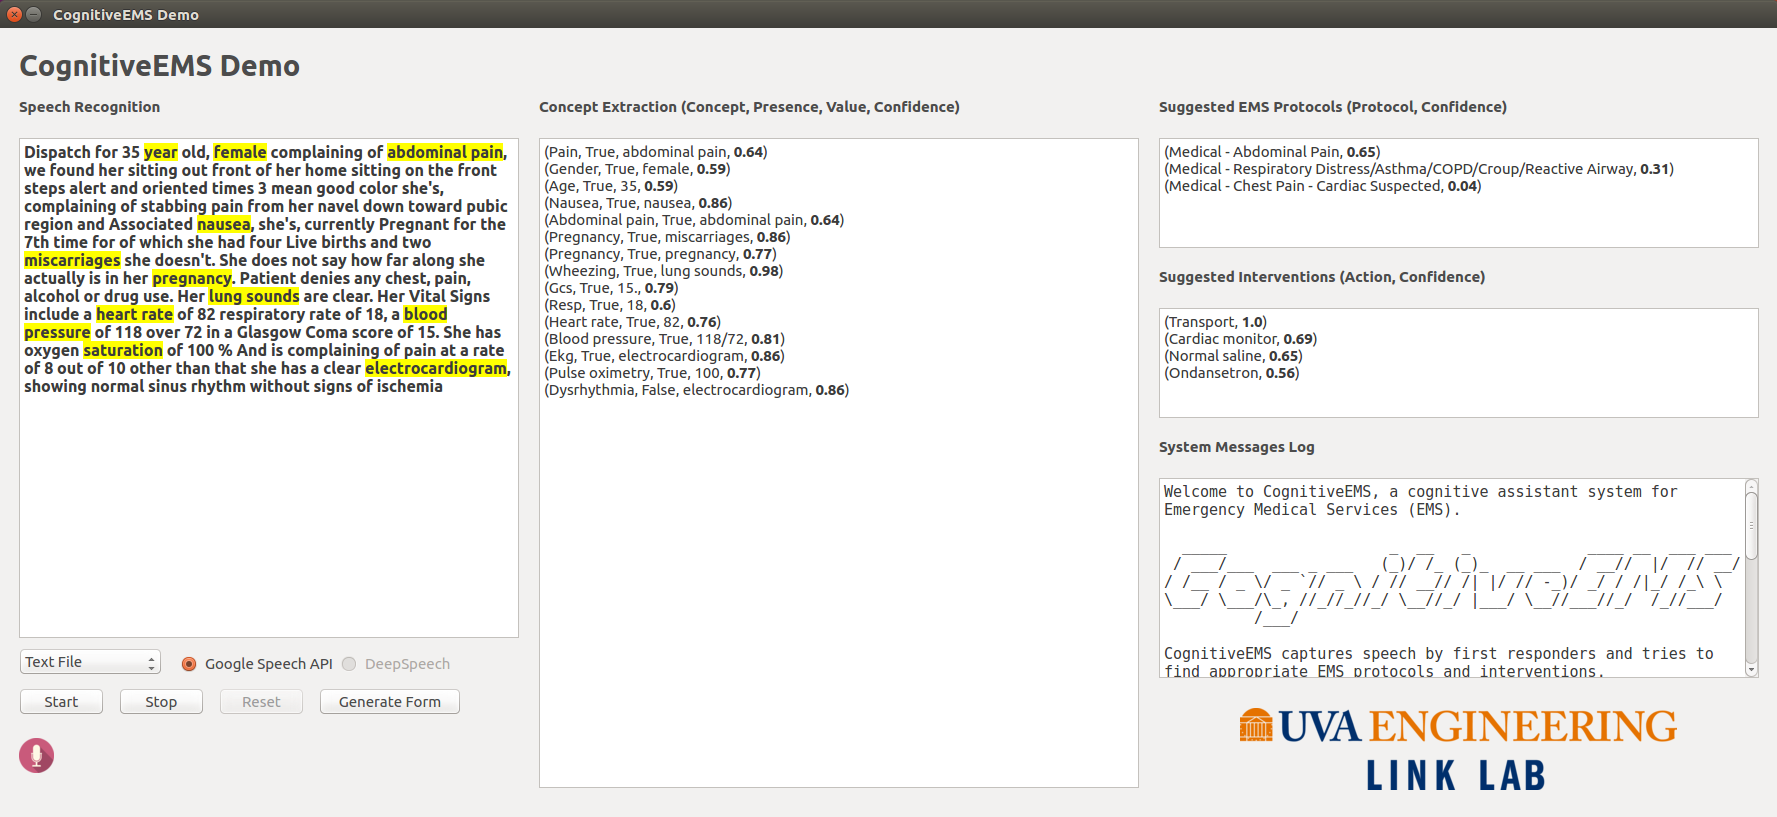 CognitiveEMS Demo
CognitiveEMS Demo
Speech Recognition
Dispatch for 35 year old, female complaining of abdominal pain,
we found her sitting out front of her home sitting on the front
steps alert and oriented times 3 mean good color she's,
complaining of stabbing pain from her navel down toward pubic
region and Associated nausea, she's, currently Pregnant for the
7th time for of which she had four Live births and two
miscarriages she doesn't. She does not say how far along she
actually is in her pregnancy. Patient denies any chest, pain,
alcohol or drug use. Her lung sounds are clear. Her Vital Signs
include a heart rate of 82 respiratory rate of 18, a blood
pressure of 118 over 72 in a Glasgow Coma score of 15. She has
oxygen saturation of 100 % And is complaining of pain at a rate
of 8 out of 10 other than that she has a clear electrocardiogram,
showing normal sinus rhythm without signs of ischemia
Text File
Google Speech API
DeepSpeech
Start
Stop
Reset
Generate Form
Concept Extraction (Concept, Presence, Value, Confidence)
(Pain, True, abdominal pain, 0.64)
(Gender, True, female, 0.59)
(Age, True, 35, 0.59)
(Nausea, True, nausea, 0.86)
(Abdominal pain, True, abdominal pain, 0.64)
(Pregnancy, True, miscarriages, 0.86)
(Pregnancy, True, pregnancy, 0.77)
(Wheezing, True, lung sounds, 0.98)
(Gcs, True, 15., 0.79)
(Resp, True, 18, 0.6)
(Heart rate, True, 82, 0.76)
(Blood pressure, True, 118/72, 0.81)
(Ekg, True, electrocardiogram, 0.86)
(Pulse oximetry, True, 100, 0.77)
(Dysrhythmia, False, electrocardiogram, 0.86)
Suggested EMS Protocols (Protocol, Confidence)
(Medical - Abdominal Pain, 0.65)
(Medical - Respiratory Distress/Asthma/COPD/Croup/Reactive Airway, 0.31)
(Medical - Chest Pain - Cardiac Suspected, 0.04)
Suggested Interventions (Action, Confidence)
(Transport, 1.0)
(Cardiac monitor, 0.69)
(Normal saline, 0.65)
(Ondansetron, 0.56)
System Messages Log
Welcome to CognitiveEMS, a cognitive assistant system for
Emergency Medical Services (EMS).
CognitiveEMS
CognitiveEMS captures speech by first responders and tries to
find appropriate EMS protocols and interventions.
UVA ENGINEERING
LINK LAB